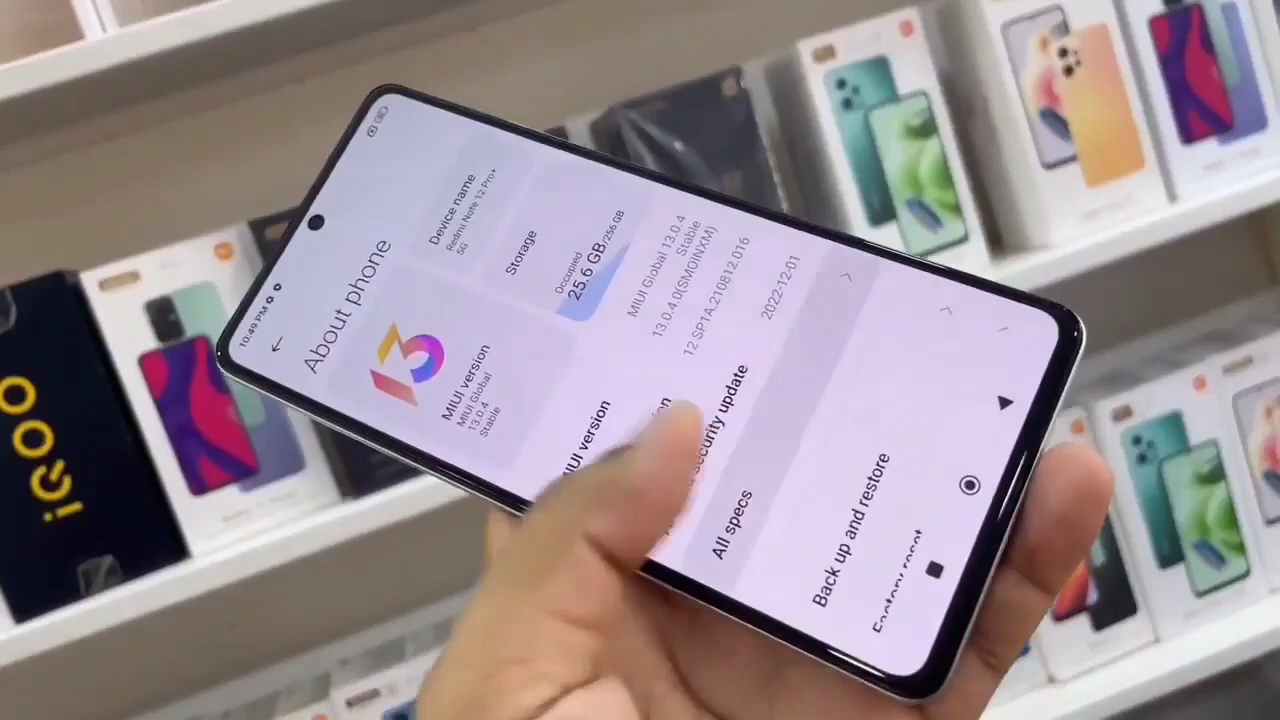 10:49 PM
About phone
13
MIUI version
MIUI Global
13.0.4
Stable
Device name
Redmi Note 12 Pro+
5G
Storage
Occupied
25.6 GB/256 GB
MIUI version
MIUI Global 13.0.4
Stable
13.0.4.0(SMOINXM)
12 SP1A.210812.016
security update
2022-12-01
All specs
Back up and restore
Factory reset
iQOO